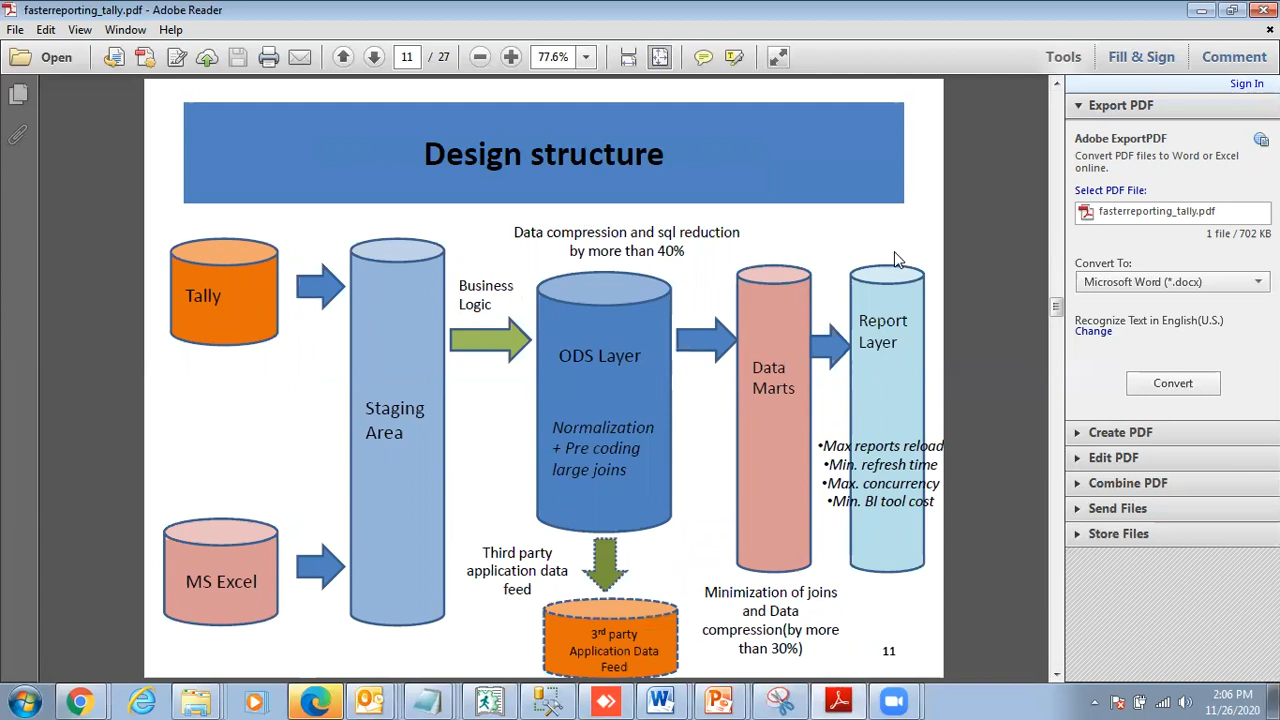 fasterreporting_tally.pdf - Adobe Reader
File Edit View Window Help
Open 11 / 27 77.6% Tools Fill & Sign Comment
Sign In
Export PDF
Adobe ExportPDF
Convert PDF files to Word or Excel
online.
Select PDF File:
fasterreporting_tally.pdf
1 file / 702 KB
Convert To:
Microsoft Word (*.docx)
Recognize Text in English(U.S.)
Change
Convert
Create PDF
Edit PDF
Combine PDF
Send Files
Store Files
Design structure
Data compression and sql reduction
by more than 40%
Tally
MS Excel
Staging
Area
Business
Logic
ODS Layer
Normalization
+ Pre coding
large joins
Third party
application data
feed
3rd party
Application Data
Feed
Data
Marts
Minimization of joins
and Data
compression(by more
than 30%)
Report
Layer
•Max reports reload
•Min. refresh time
•Max. concurrency
•Min. BI tool cost
11
2:06 PM
11/26/2020